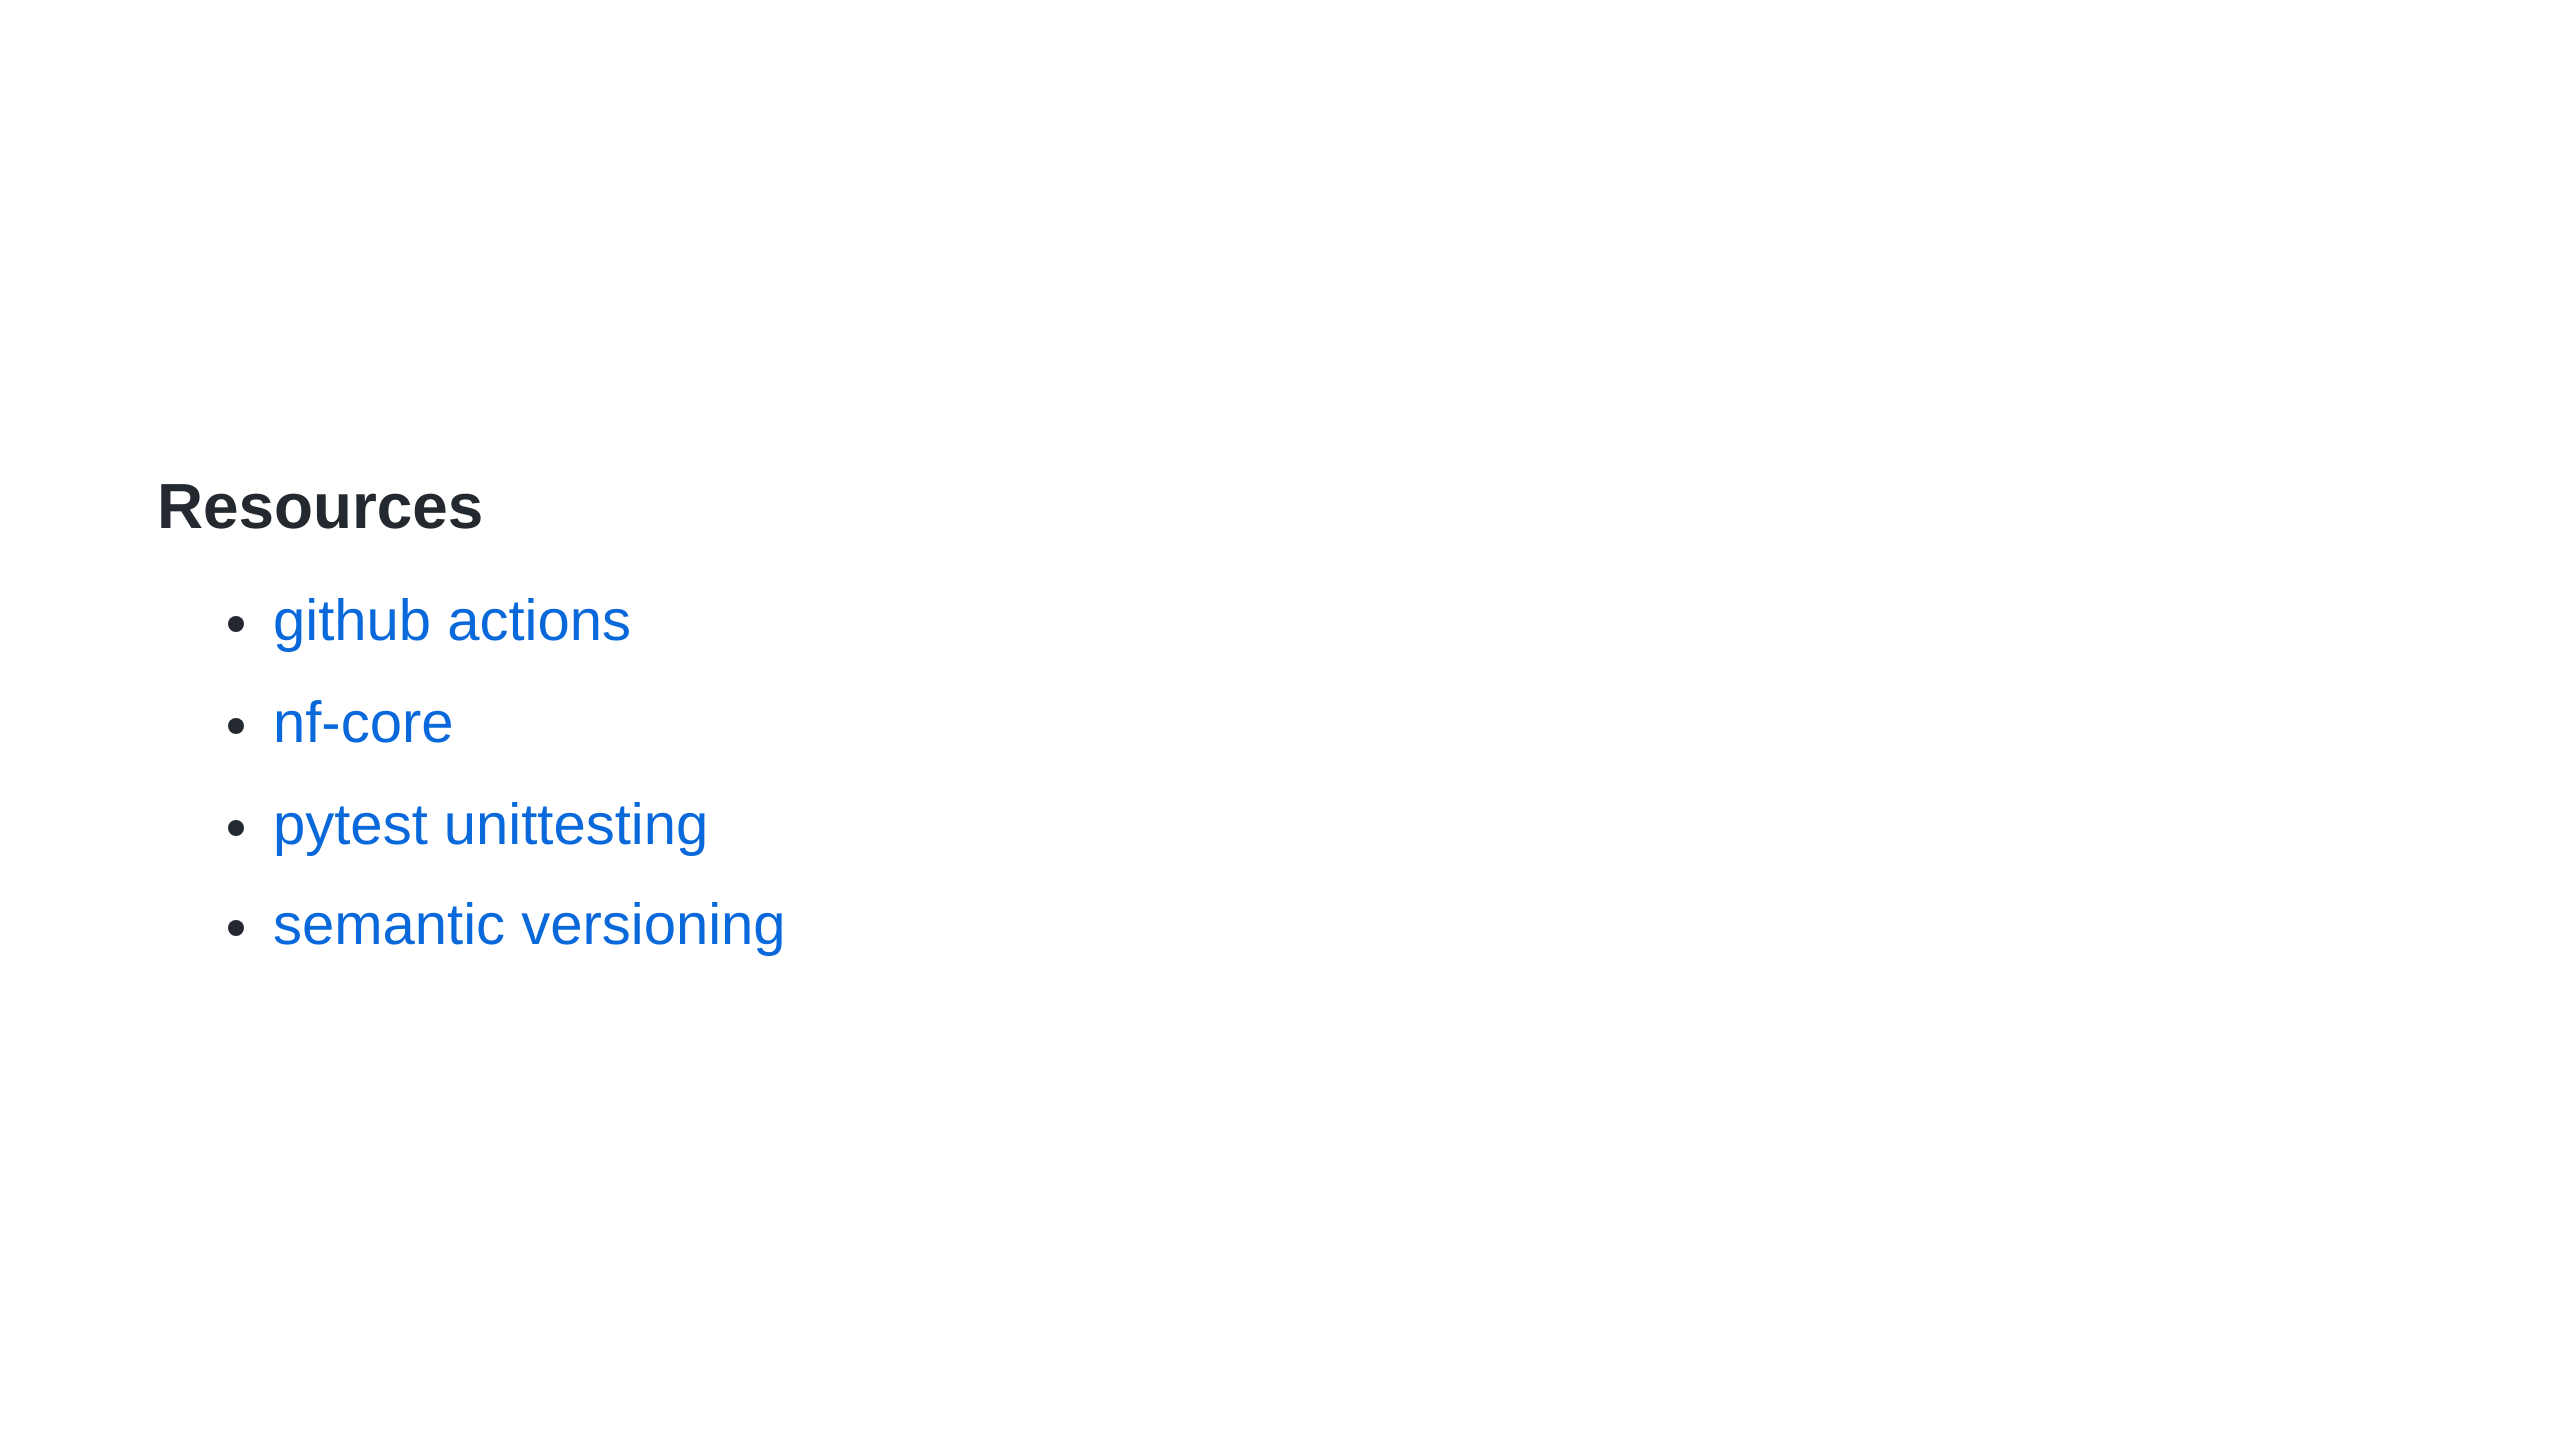 Resources
• github actions
• nf-core
• pytest unittesting
• semantic versioning